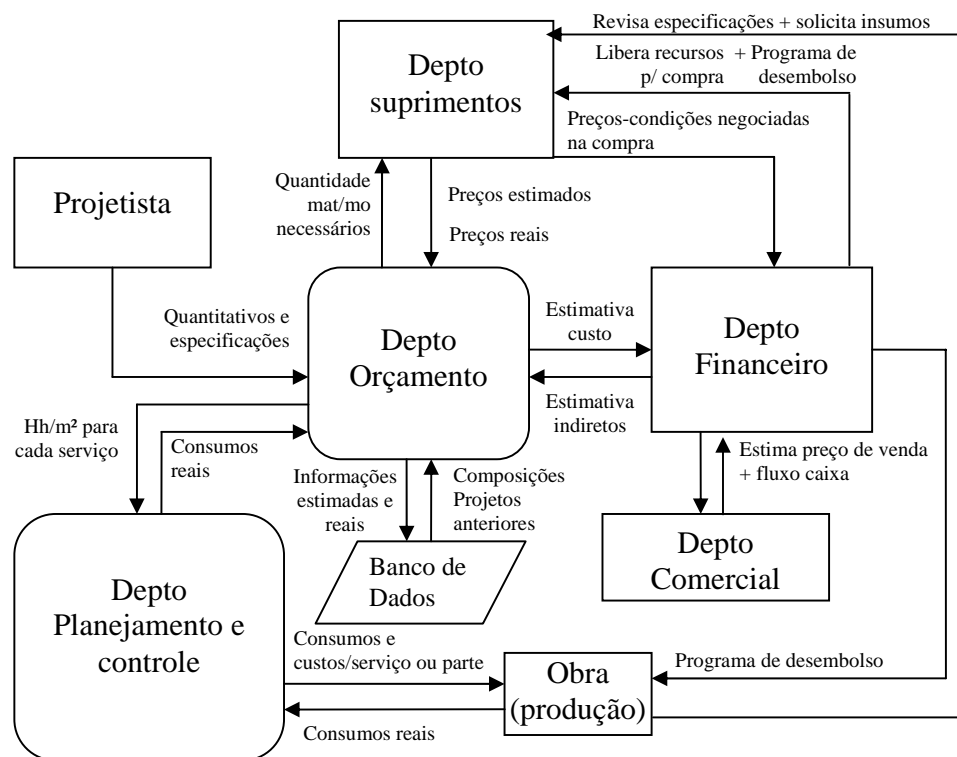 Revisa especificações + solicita insumos
Depto
suprimentos
Libera recursos + Programa de
p/ compra desembolso
Preços-condições negociadas
na compra
Projetista
Quantidade
mat/mo
necessários
Preços estimados
Preços reais
Quantitativos e
especificações
Depto
Orçamento
Estimativa
custo
Depto
Financeiro
Estimativa
indiretos
Hh/m² para
cada serviço
Consumos
reais
Informações
estimadas e
reais
Composições
Projetos
anteriores
Estima preço de venda
+ fluxo caixa
Banco de
Dados
Depto
Comercial
Depto
Planejamento e
controle
Consumos e
custos/serviço ou parte
Obra
(produção)
Programa de desembolso
Consumos reais